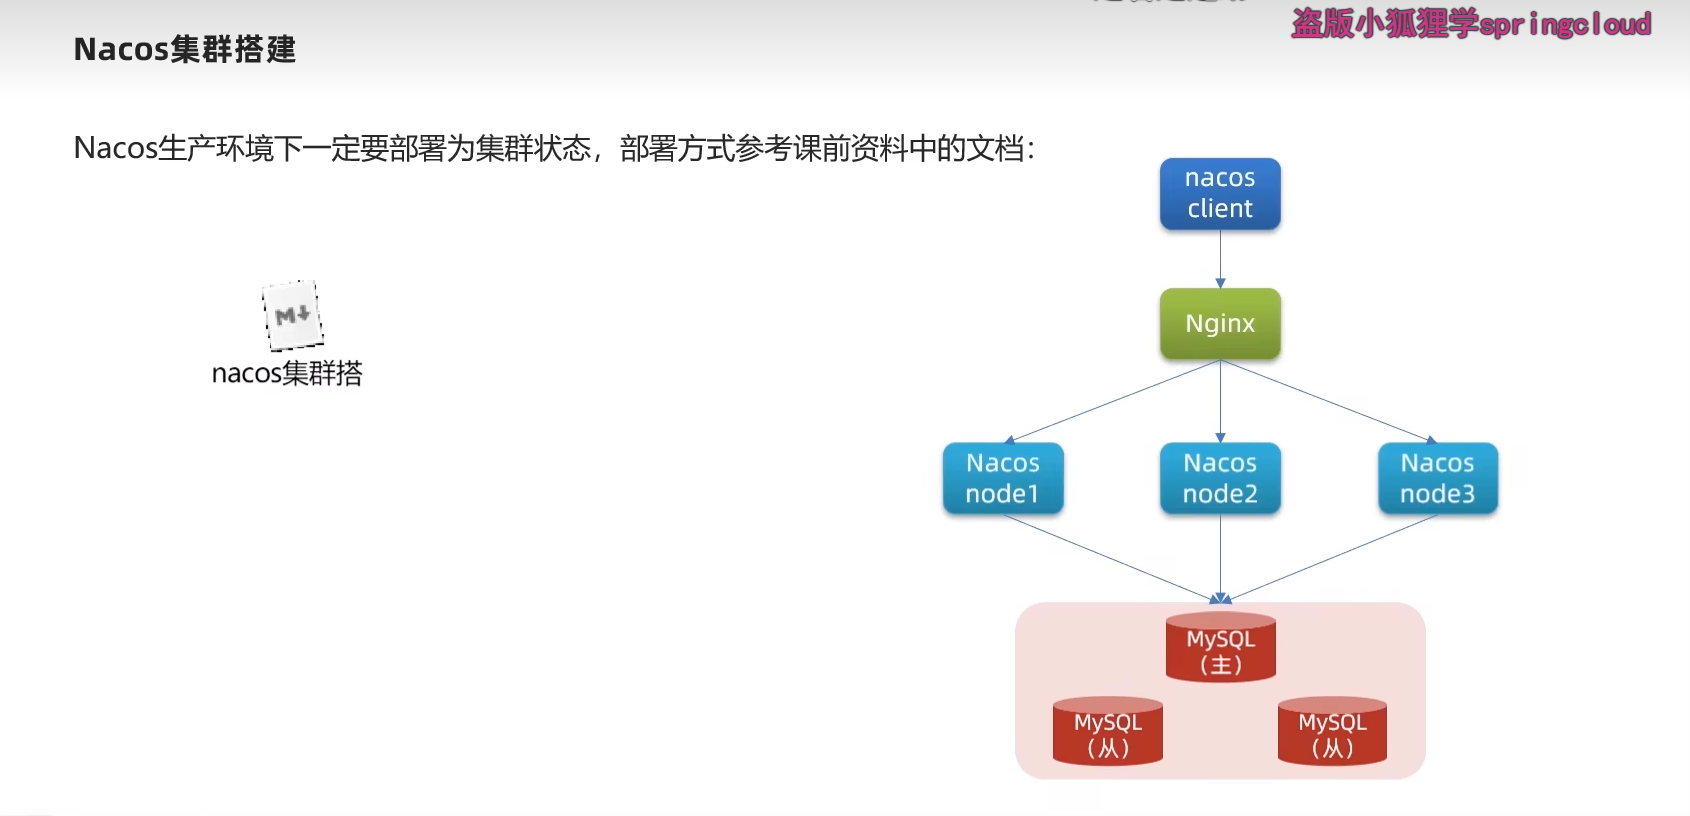 盗版小狐狸学springcloud
Nacos集群搭建
Nacos生产环境下一定要部署为集群状态，部署方式参考课前资料中的文档：
nacos
client
Nginx
M
nacos集群搭
Nacos
node1
Nacos
node2
Nacos
node3
MySQL
（主）
MySQL
（从）
MySQL
（从）